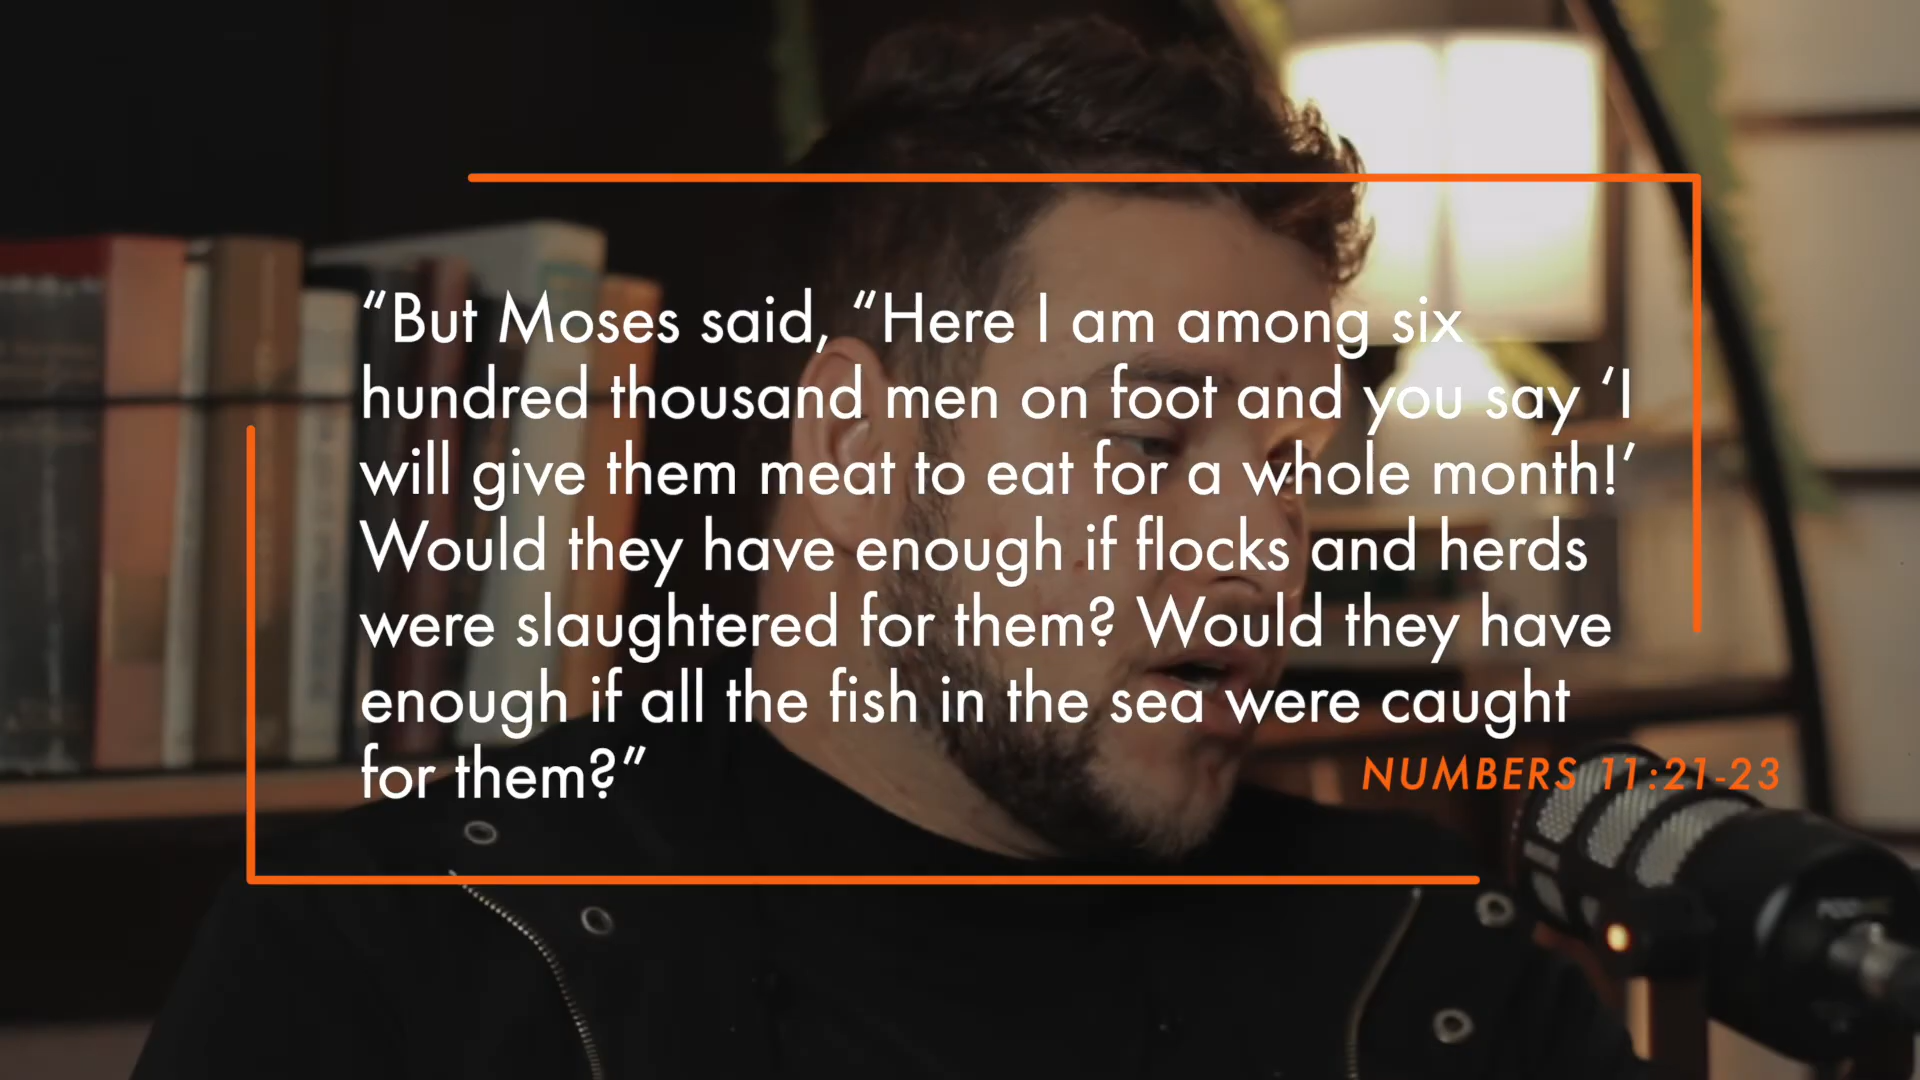 “But Moses said, “Here I am among six
hundred thousand men on foot and you say ‘I
will give them meat to eat for a whole month!’
Would they have enough if flocks and herds
were slaughtered for them? Would they have
enough if all the fish in the sea were caught
for them?”
NUMBERS 11:21-23